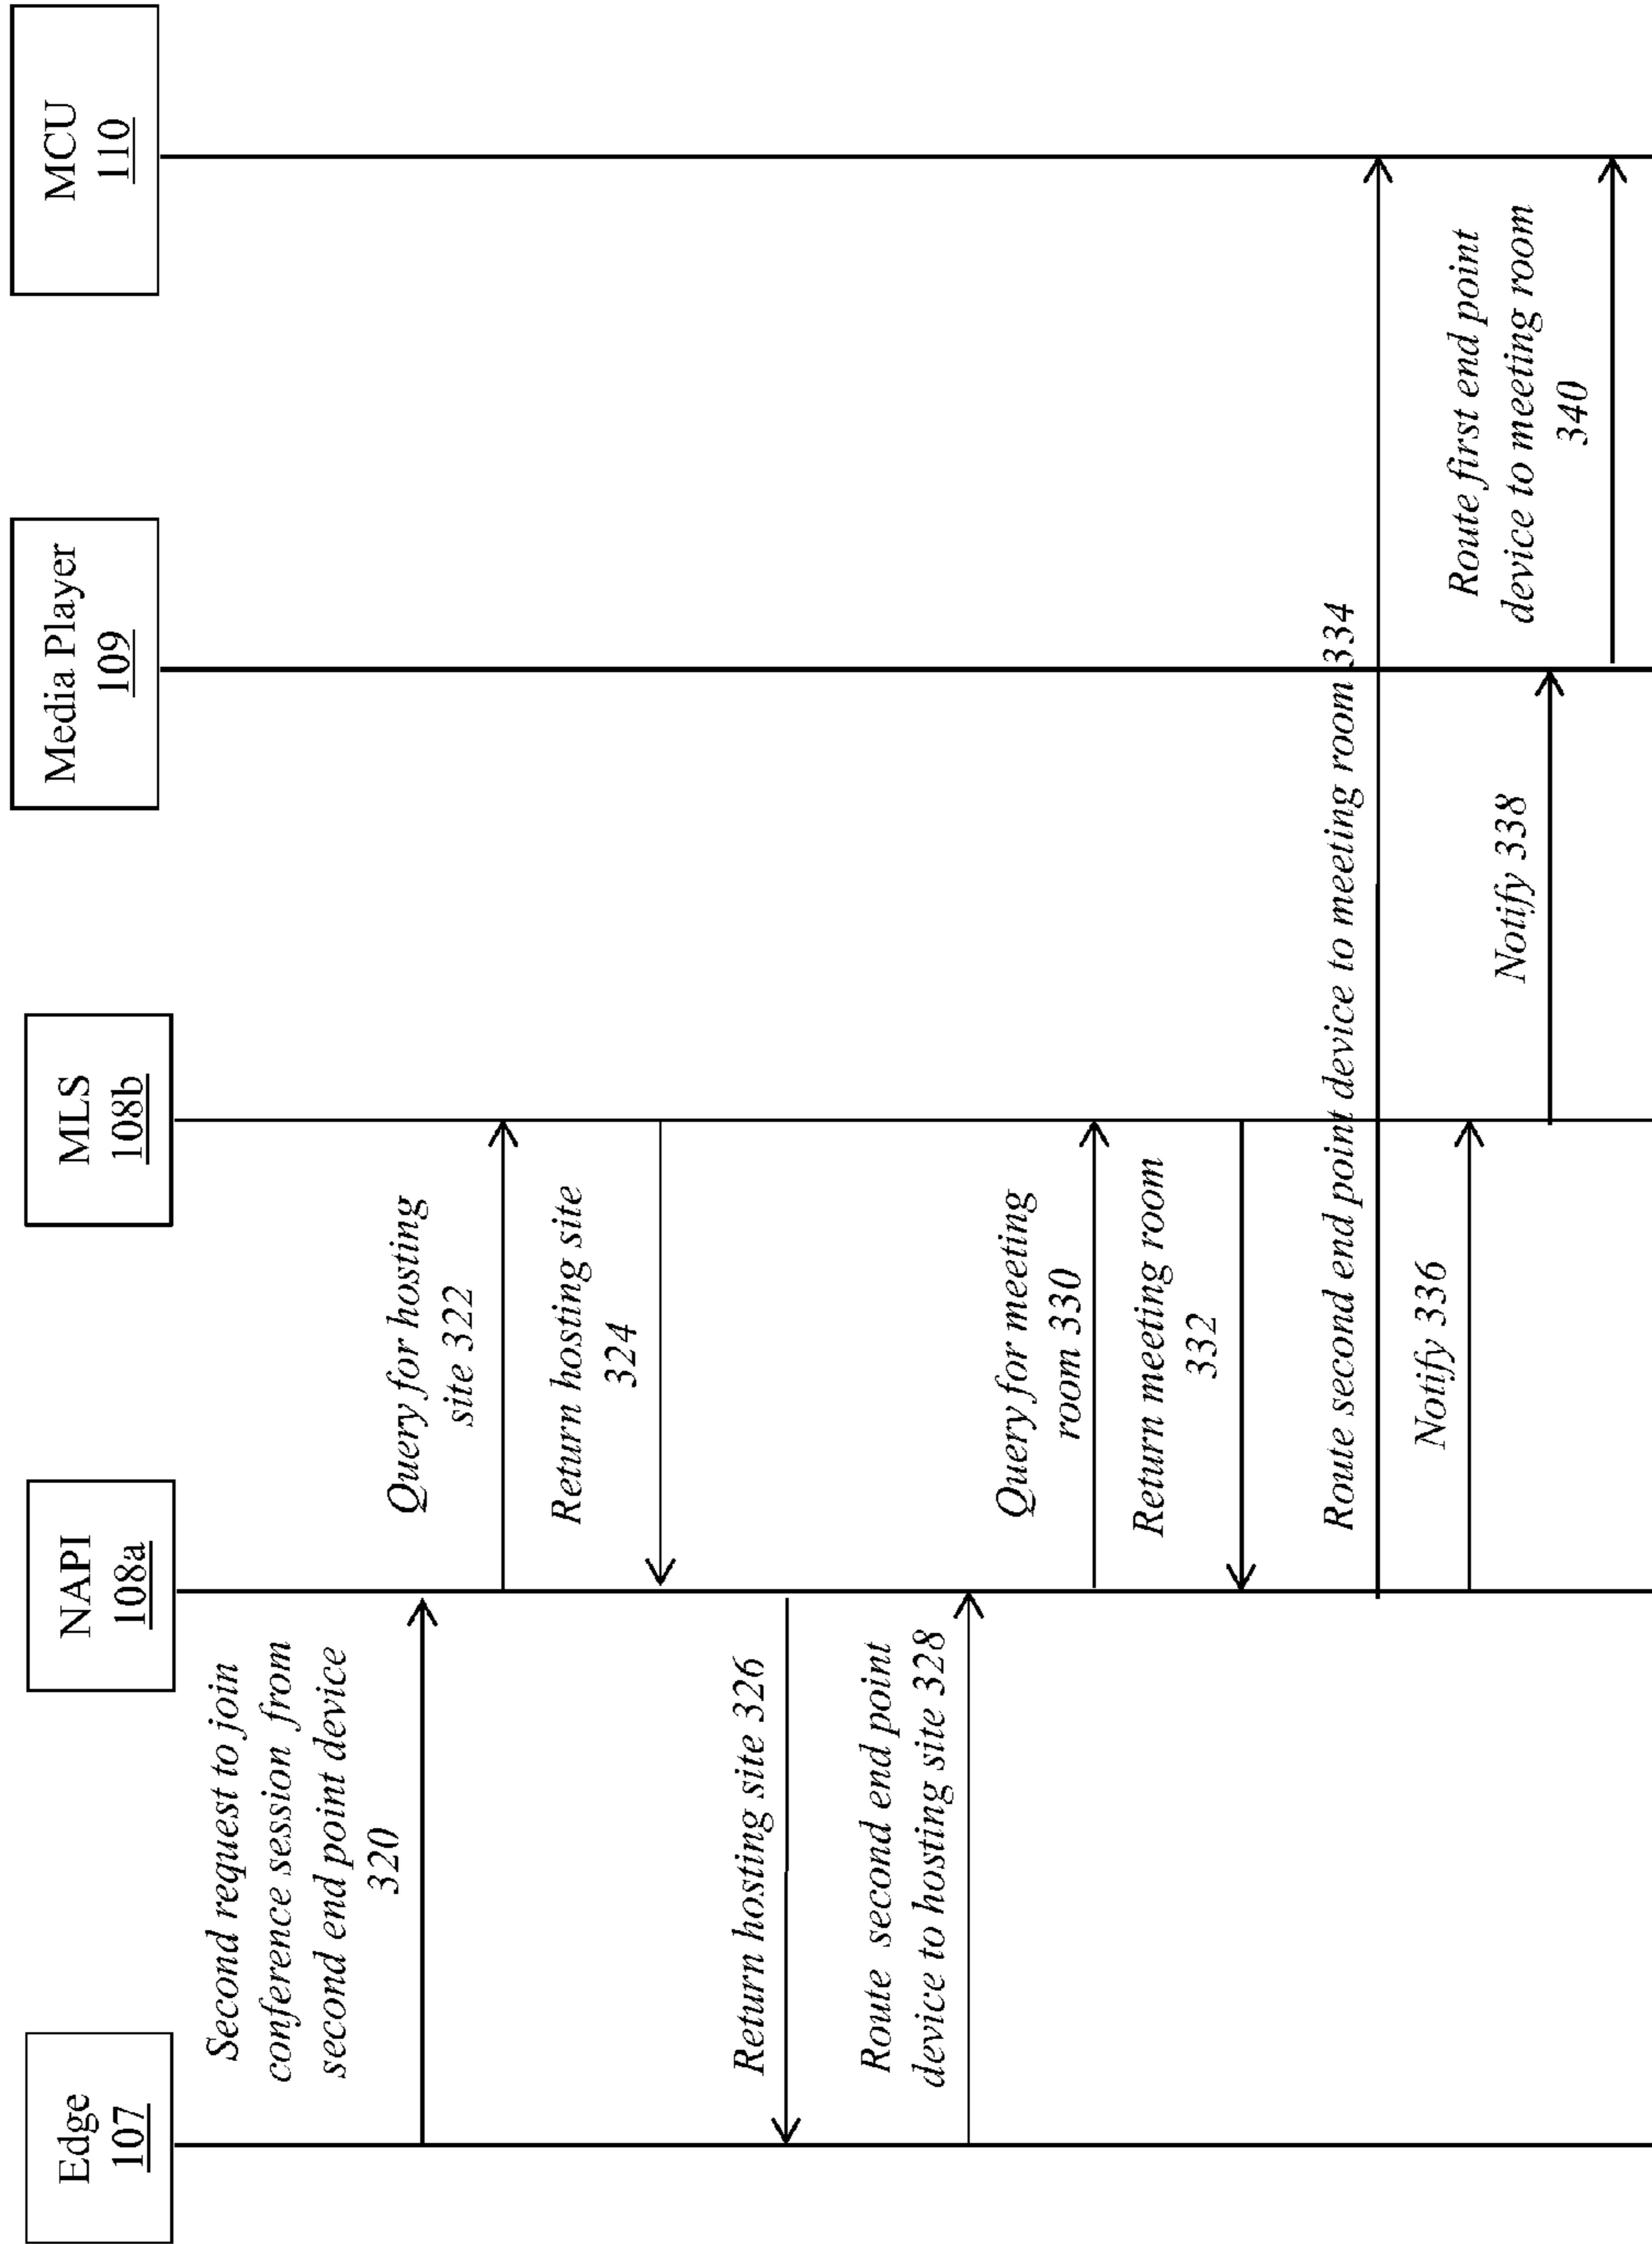 Edge
107
NAPI
108a
MLS
108b
Media Player
109
MCU
110
Second request to join
conference session from
second end point device
320
Query for hosting
site 322
Return hosting site
324
Return hosting site 326
Route second end point
device to hosting site 328
Query for meeting
room 330
Return meeting room
332
Route second end point device to meeting room 334
Notify 336
Notify 338
Route first end point
device to meeting room
340